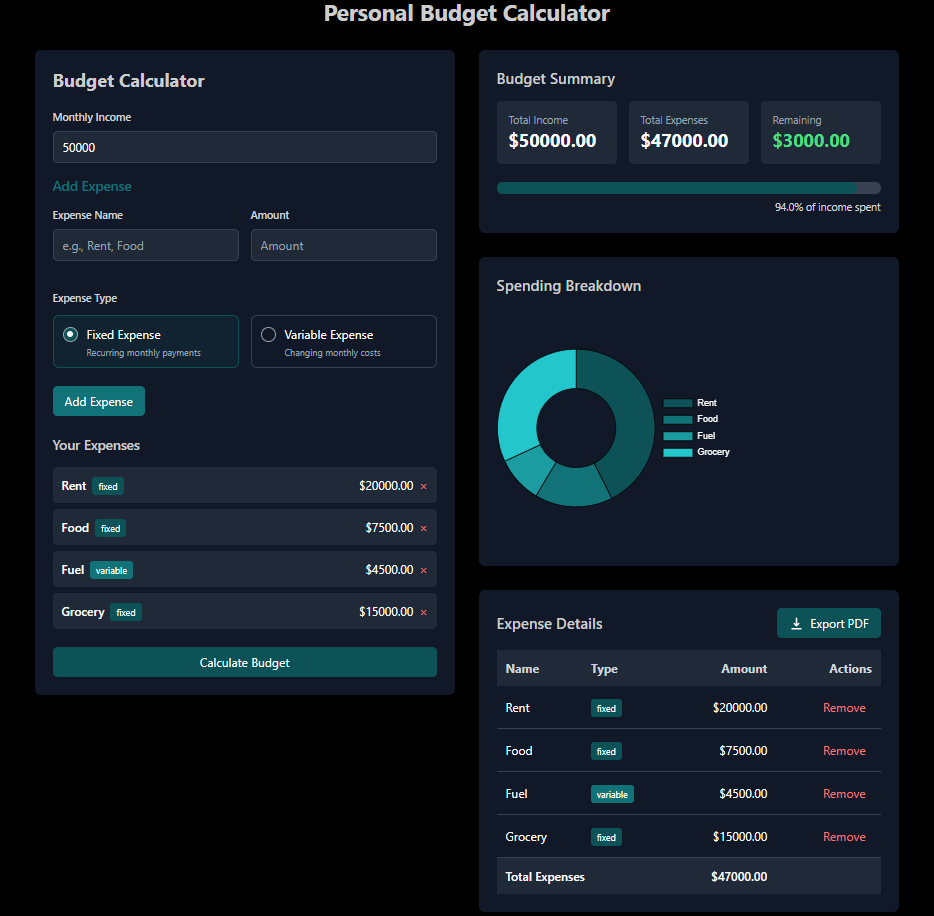 Personal Budget Calculator
Budget Calculator
Monthly Income
50000
Add Expense
Expense Name Amount
e.g., Rent, Food Amount
Expense Type
Fixed Expense Variable Expense
Recurring monthly payments Changing monthly costs
Add Expense
Your Expenses
Rent fixed $20000.00 ×
Food fixed $7500.00 ×
Fuel variable $4500.00 ×
Grocery fixed $15000.00 ×
Calculate Budget
Budget Summary
Total Income Total Expenses Remaining
$50000.00 $47000.00 $3000.00
94.0% of income spent
Spending Breakdown
Rent
Food
Fuel
Grocery
Expense Details Export PDF
Name Type Amount Actions
Rent fixed $20000.00 Remove
Food fixed $7500.00 Remove
Fuel variable $4500.00 Remove
Grocery fixed $15000.00 Remove
Total Expenses $47000.00